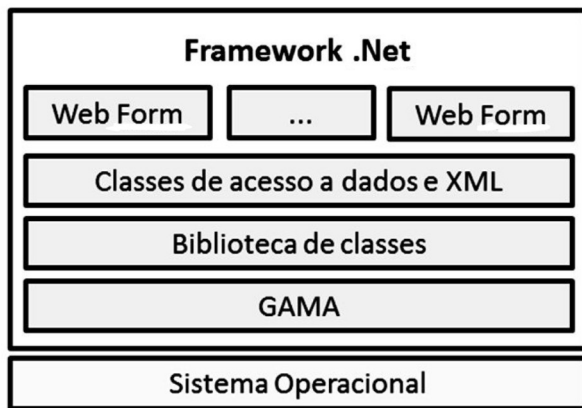 Framework .Net
Web Form ... Web Form
Classes de acesso a dados e XML
Biblioteca de classes
GAMA
Sistema Operacional